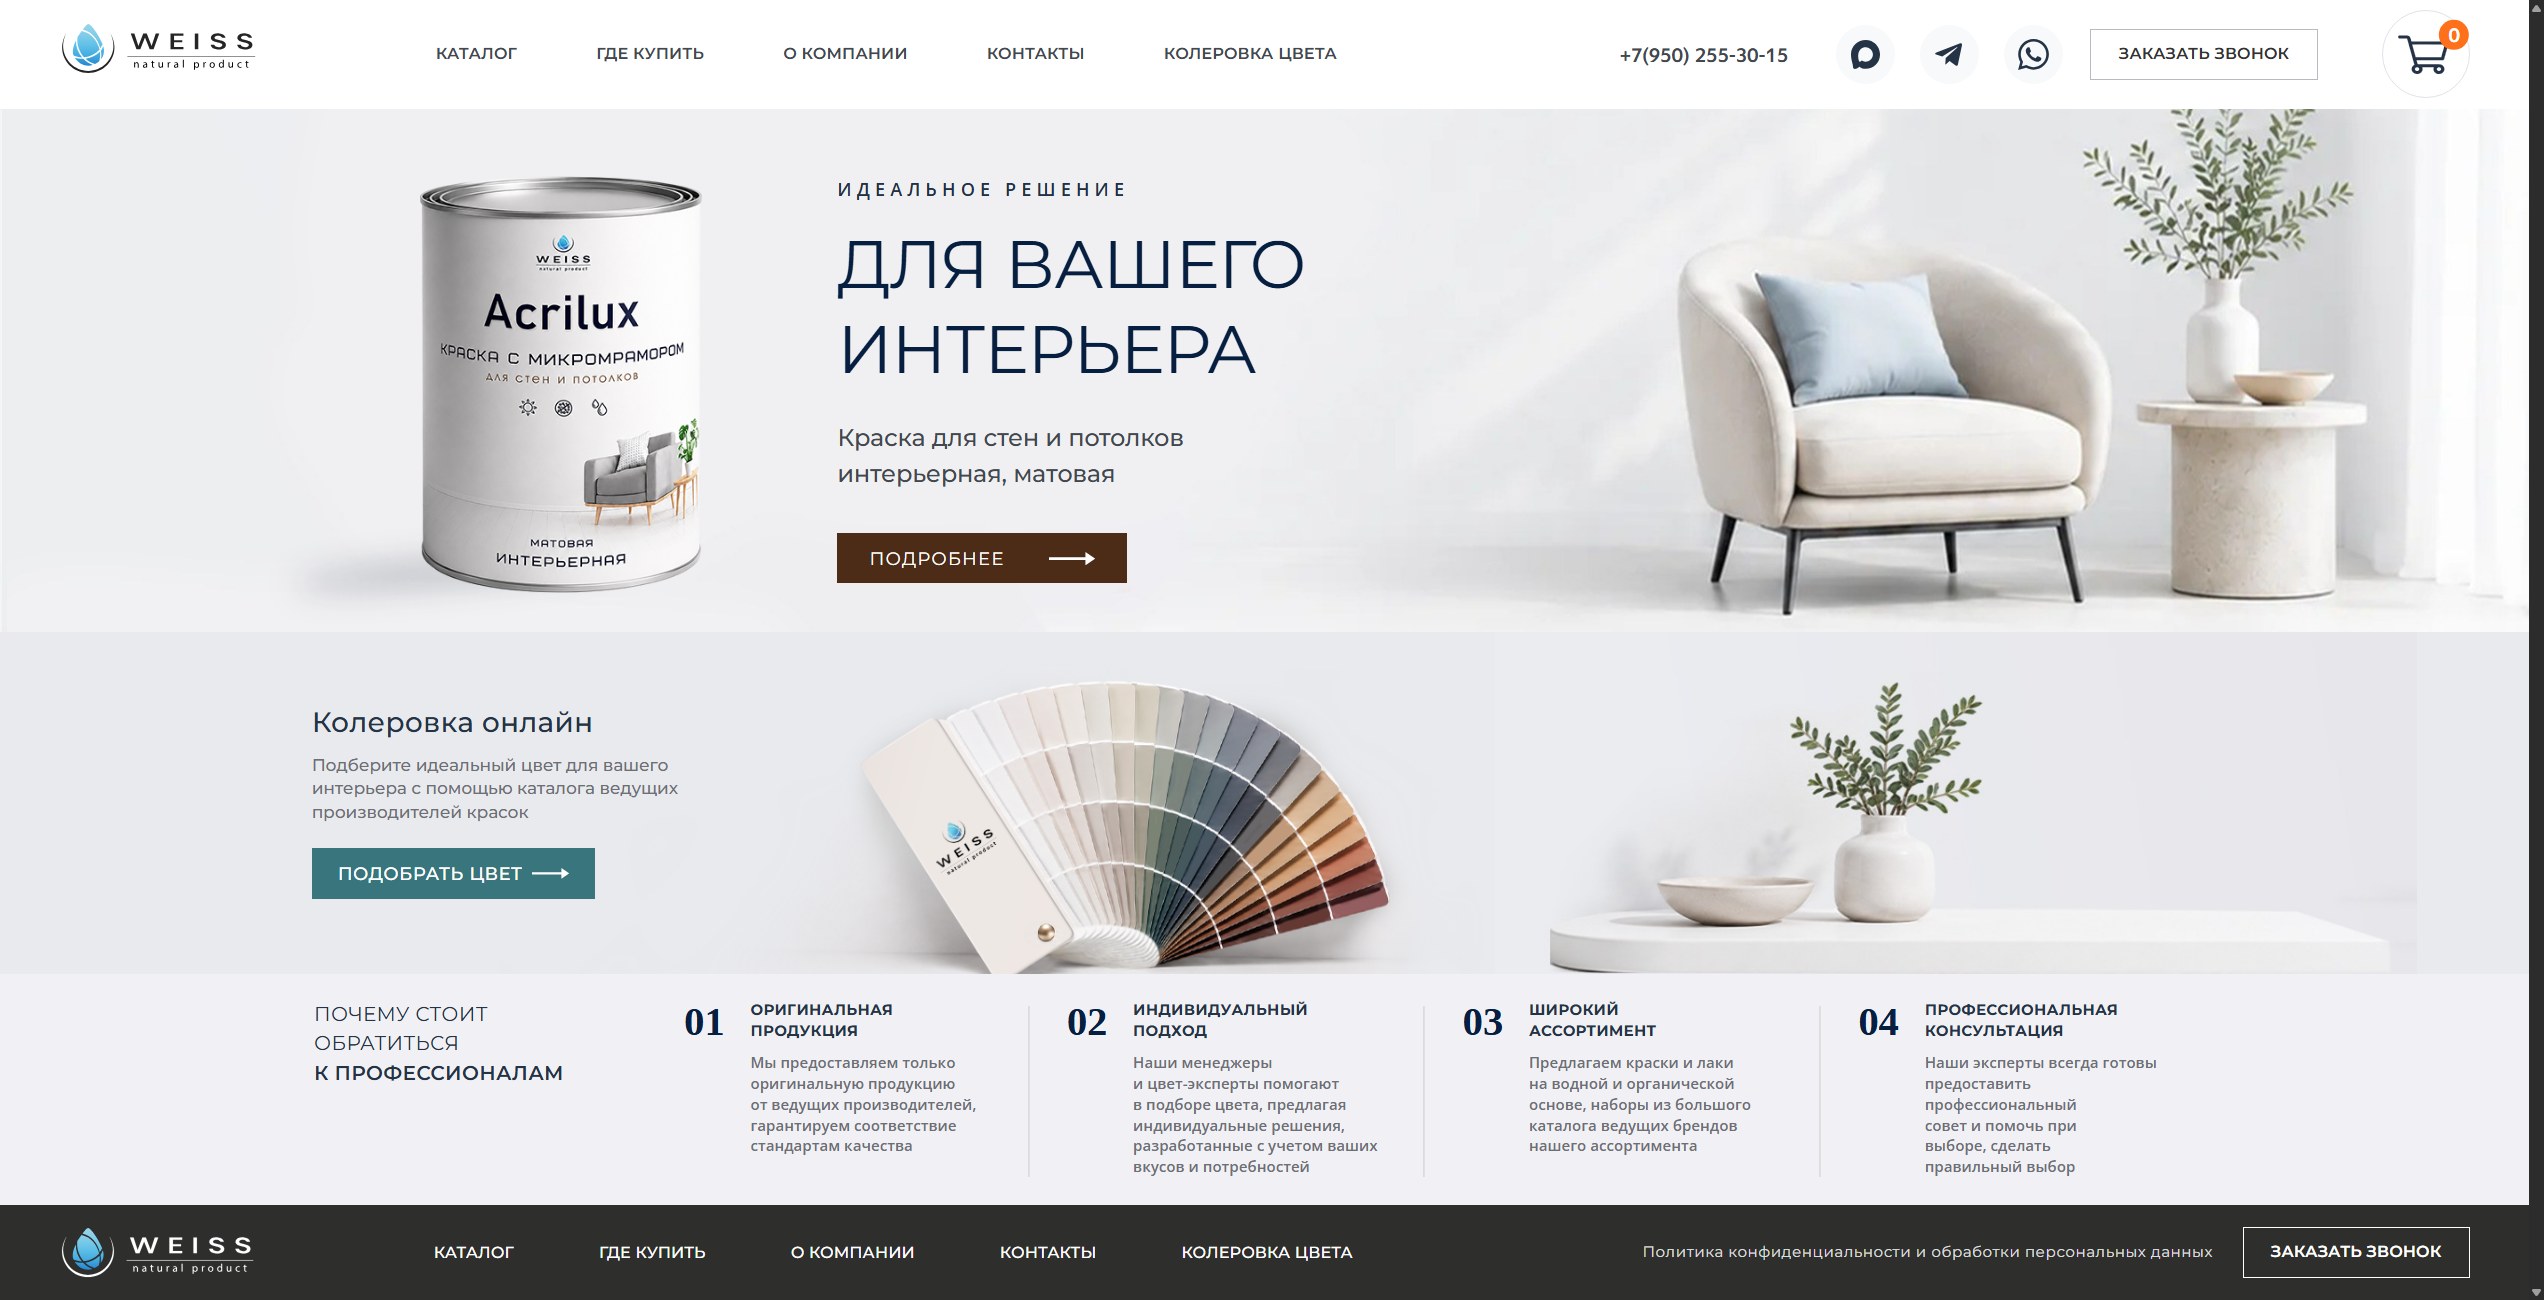 WEISS
natural product
КАТАЛОГ
ГДЕ КУПИТЬ
О КОМПАНИИ
КОНТАКТЫ
КОЛЕРОВКА ЦВЕТА
+7(950) 255-30-15
ЗАКАЗАТЬ ЗВОНОК
0
WEISS
natural product
Acrilux
КРАСКА С МИКРОМРАМОРОМ
ДЛЯ СТЕН И ПОТОЛКОВ
МАТОВАЯ
ИНТЕРЬЕРНАЯ
ИДЕАЛЬНОЕ РЕШЕНИЕ
ДЛЯ ВАШЕГО
ИНТЕРЬЕРА
Краска для стен и потолков
интерьерная, матовая
ПОДРОБНЕЕ
Колеровка онлайн
Подберите идеальный цвет для вашего
интерьера с помощью каталога ведущих
производителей красок
ПОДОБРАТЬ ЦВЕТ
WEISS
natural product
ПОЧЕМУ СТОИТ
ОБРАТИТЬСЯ
К ПРОФЕССИОНАЛАМ
01
ОРИГИНАЛЬНАЯ
ПРОДУКЦИЯ
Мы предоставляем только
оригинальную продукцию
от ведущих производителей,
гарантируем соответствие
стандартам качества
02
ИНДИВИДУАЛЬНЫЙ
ПОДХОД
Наши менеджеры
и цвет-эксперты помогают
в подборе цвета, предлагая
индивидуальные решения,
разработанные с учетом ваших
вкусов и потребностей
03
ШИРОКИЙ
АССОРТИМЕНТ
Предлагаем краски и лаки
на водной и органической
основе, наборы из большого
каталога ведущих брендов
нашего ассортимента
04
ПРОФЕССИОНАЛЬНАЯ
КОНСУЛЬТАЦИЯ
Наши эксперты всегда готовы
предоставить
профессиональный
совет и помочь при
выборе, сделать
правильный выбор
WEISS
natural product
КАТАЛОГ
ГДЕ КУПИТЬ
О КОМПАНИИ
КОНТАКТЫ
КОЛЕРОВКА ЦВЕТА
Политика конфиденциальности и обработки персональных данных
ЗАКАЗАТЬ ЗВОНОК